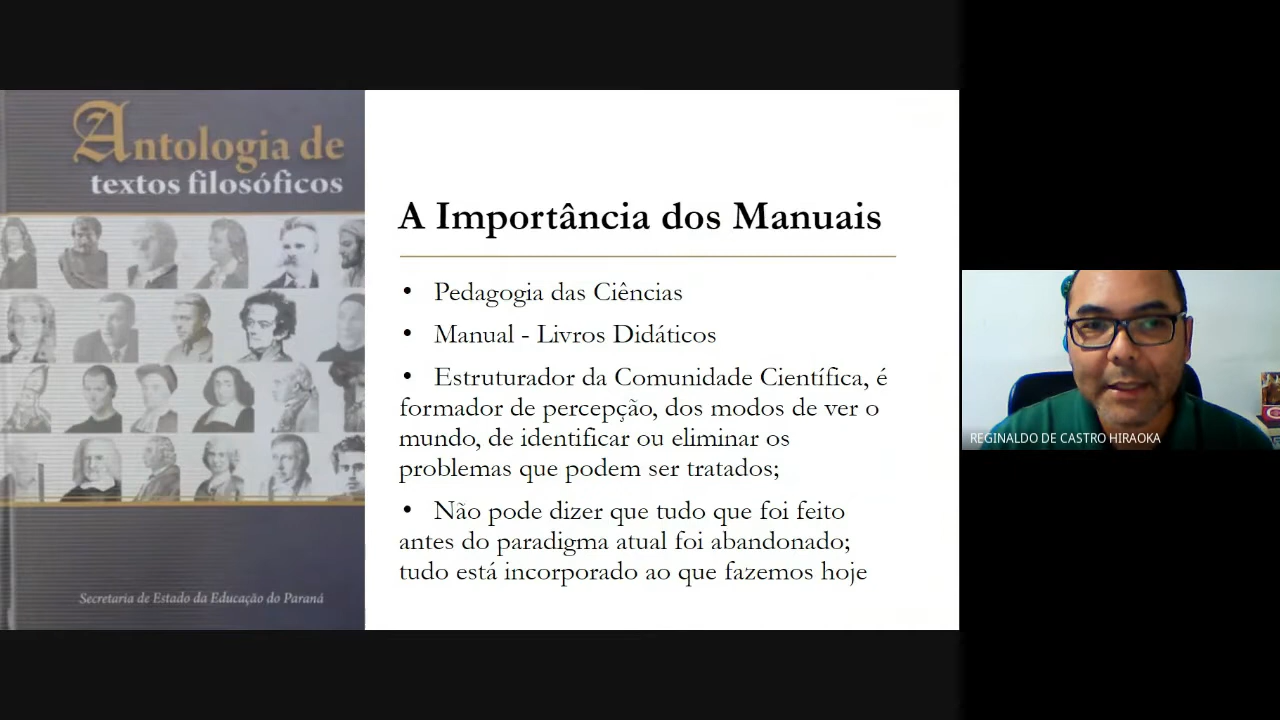 Antologia de
textos filosóficos
Secretaria de Estado da Educação do Paraná
A Importância dos Manuais
• Pedagogia das Ciências
• Manual - Livros Didáticos
• Estruturador da Comunidade Científica, é
formador de percepção, dos modos de ver o
mundo, de identificar ou eliminar os
problemas que podem ser tratados;
• Não pode dizer que tudo que foi feito
antes do paradigma atual foi abandonado;
tudo está incorporado ao que fazemos hoje
REGINALDO DE CASTRO HIRAOKA